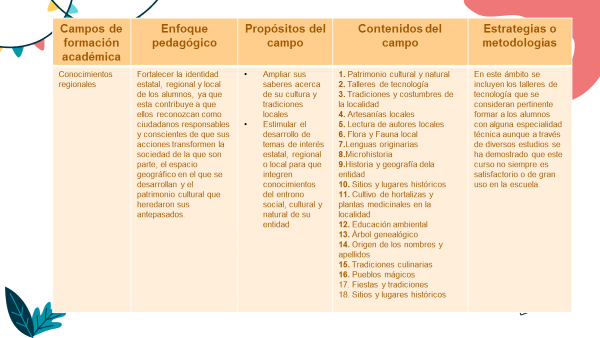 Campos de
formación
académica
Enfoque
pedagógico
Propósitos del
campo
Contenidos del
campo
Estrategias o
metodologías
Conocimientos
regionales
Fortalecer la identidad
estatal, regional y local
de los alumnos, ya que
esta contribuye a que
ellos reconozcan como
ciudadanos responsables
y conscientes de que sus
acciones transformen la
sociedad de la que son
parte, el espacio
geográfico en el que se
desarrollan y el
patrimonio cultural que
heredaron sus
antepasados.
• Ampliar sus
saberes acerca
de su cultura y
tradiciones
locales
• Estimular el
desarrollo de
temas de interés
estatal, regional
o local para que
integren
conocimientos
del entrono
social, cultural y
natural de su
entidad
1. Patrimonio cultural y natural
2. Talleres de tecnología
3. Tradiciones y costumbres de
la localidad
4. Artesanías locales
5. Lectura de autores locales
6. Flora y Fauna local
7.Lenguas originarias
8.Microhistoria
9.Historia y geografía dela
entidad
10. Sitios y lugares históricos
11. Cultivo de hortalizas y
plantas medicinales en la
localidad
12. Educación ambiental
13. Árbol genealógico
14. Origen de los nombres y
apellidos
15. Tradiciones culinarias
16. Pueblos mágicos
17. Fiestas y tradiciones
18. Sitios y lugares históricos
En este ámbito se
incluyen los talleres de
tecnología que se
consideran pertinente
formar a los alumnos
con alguna especialidad
técnica aunque a través
de diversos estudios se
ha demostrado que este
curso no siempre es
satisfactorio o de gran
uso en la escuela.